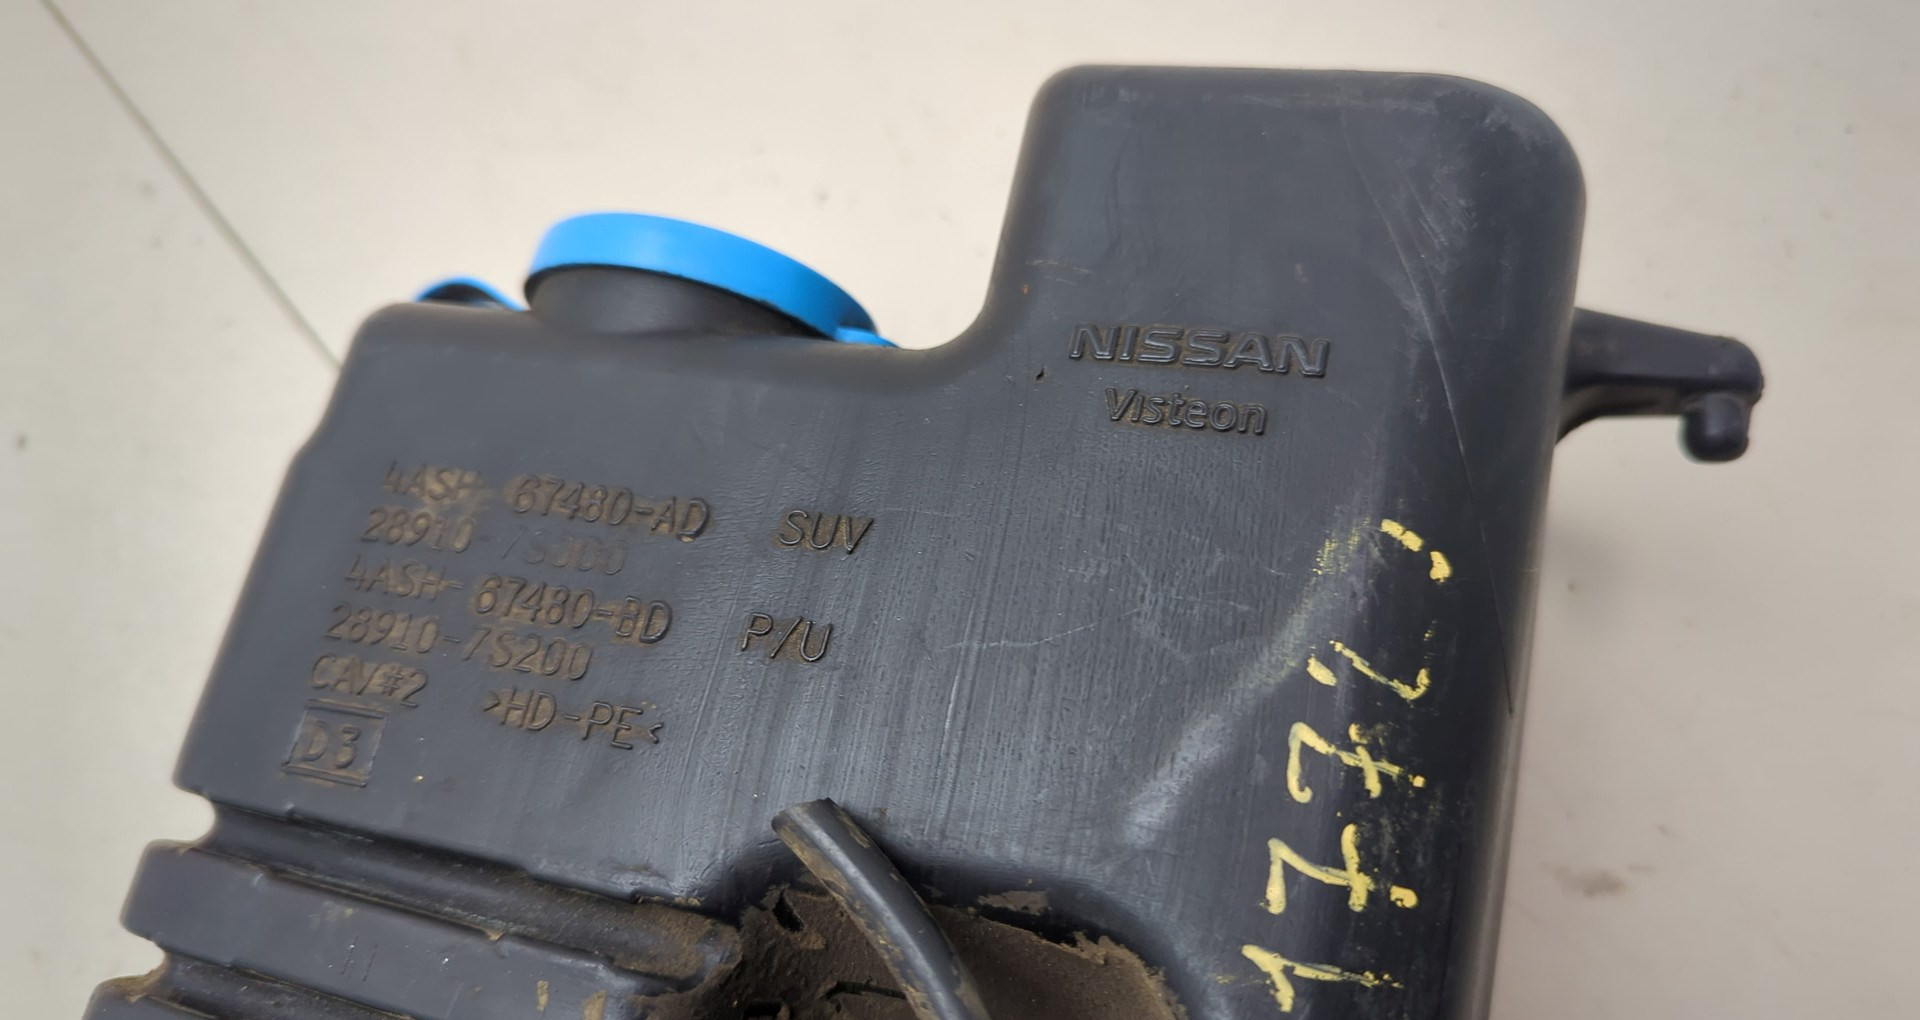 NISSAN
Visteon
4ASH-67480-AD SUV
28910-7S000
4ASH-67480-BD P/U
28910-7S200
CAV#2 >HD-PE<
D3